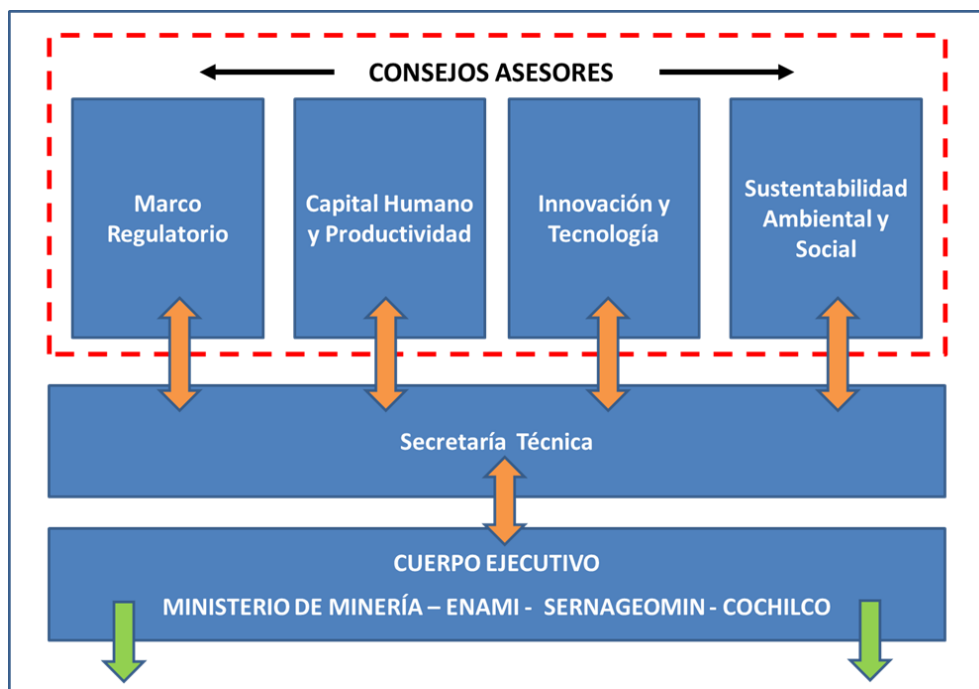 CONSEJOS ASESORES
Marco
Regulatorio
Capital Humano
y Productividad
Innovación y
Tecnología
Sustentabilidad
Ambiental y
Social
Secretaría Técnica
CUERPO EJECUTIVO
MINISTERIO DE MINERÍA – ENAMI - SERNAGEOMIN - COCHILCO